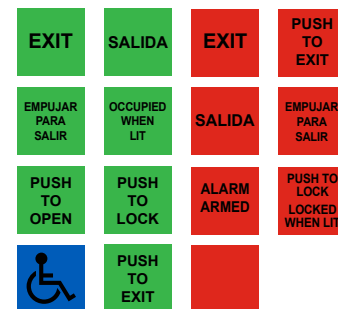 EXIT
SALIDA
EXIT
PUSH
TO
EXIT
EMPUJAR
PARA
SALIR
OCCUPIED
WHEN
LIT
SALIDA
EMPUJAR
PARA
SALIR
PUSH
TO
OPEN
PUSH
TO
LOCK
ALARM
ARMED
PUSH TO
LOCK
LOCKED
WHEN LIT
PUSH
TO
EXIT